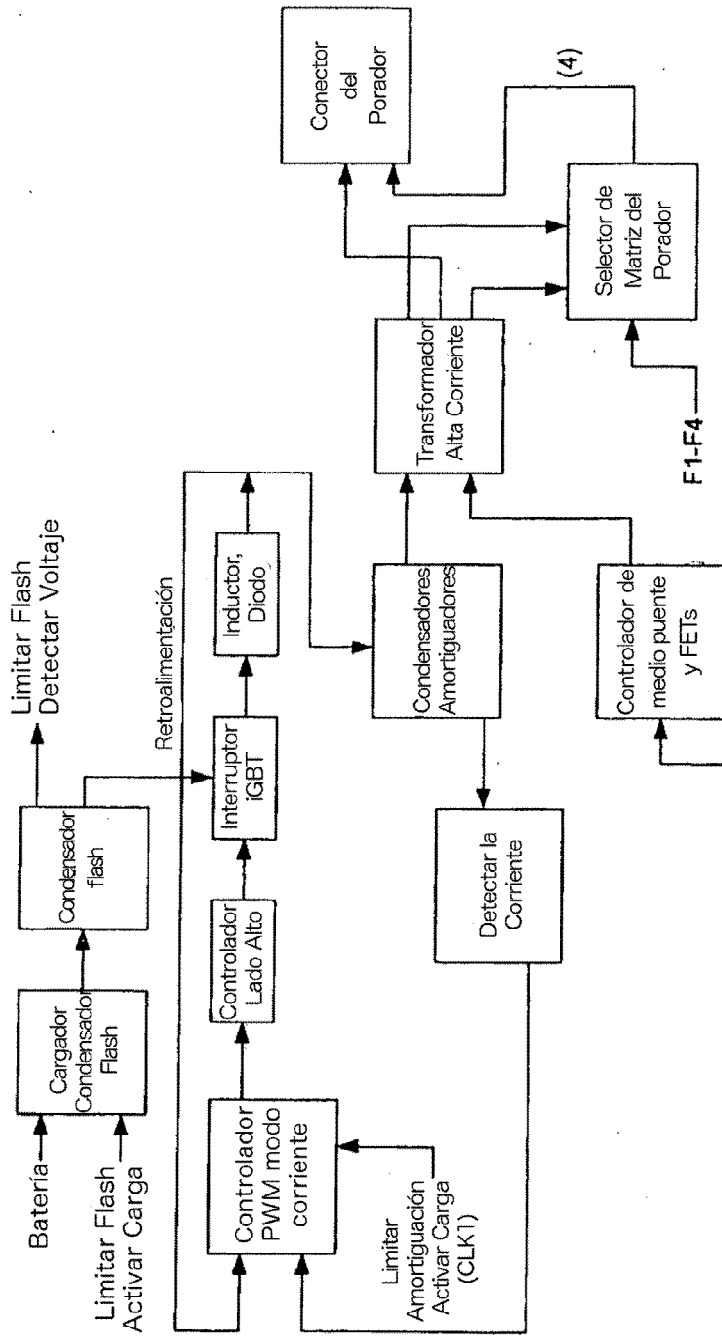 Batería
Limitar Flash
Activar Carga
Cargador
Condensador
Flash
Condensador
flash
Limitar Flash
Detectar Voltaje
Retroalimentación
Controlador
PWM modo
corriente
Controlador
Lado Alto
Interruptor
iGBT
Inductor,
Diodo
Limitar
Amortiguación
Activar Carga
(CLK1)
Detectar la
Corriente
Condensadores
Amortiguadores
Transformador
Alta Corriente
Conector
del
Porador
Controlador de
medio puente
y FETs
F1-F4
Selector de
Matriz del
Porador
(4)